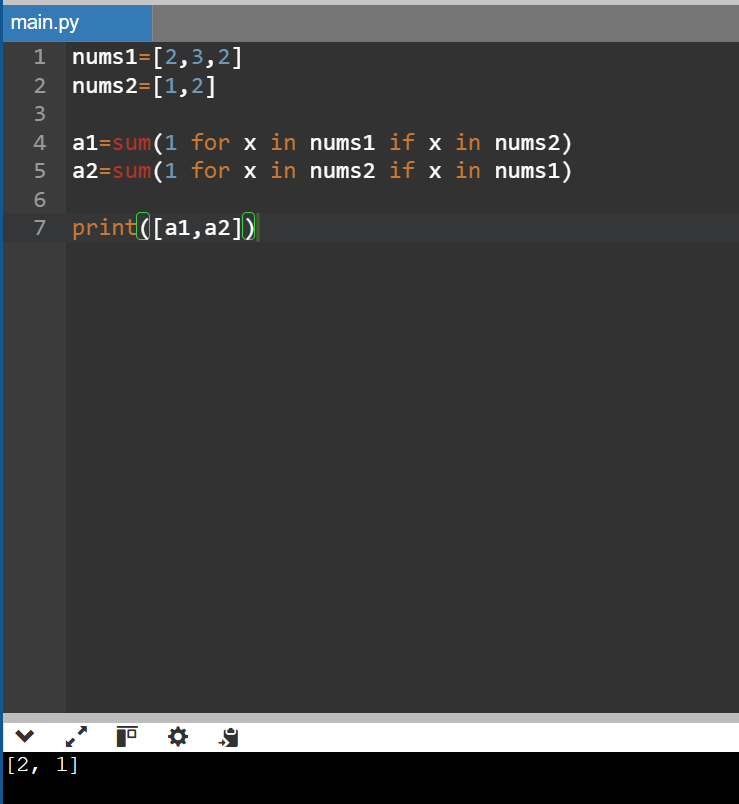 main.py
1 nums1=[2,3,2]
2 nums2=[1,2]
3
4 a1=sum(1 for x in nums1 if x in nums2)
5 a2=sum(1 for x in nums2 if x in nums1)
6
7 print([a1,a2])
[2, 1]